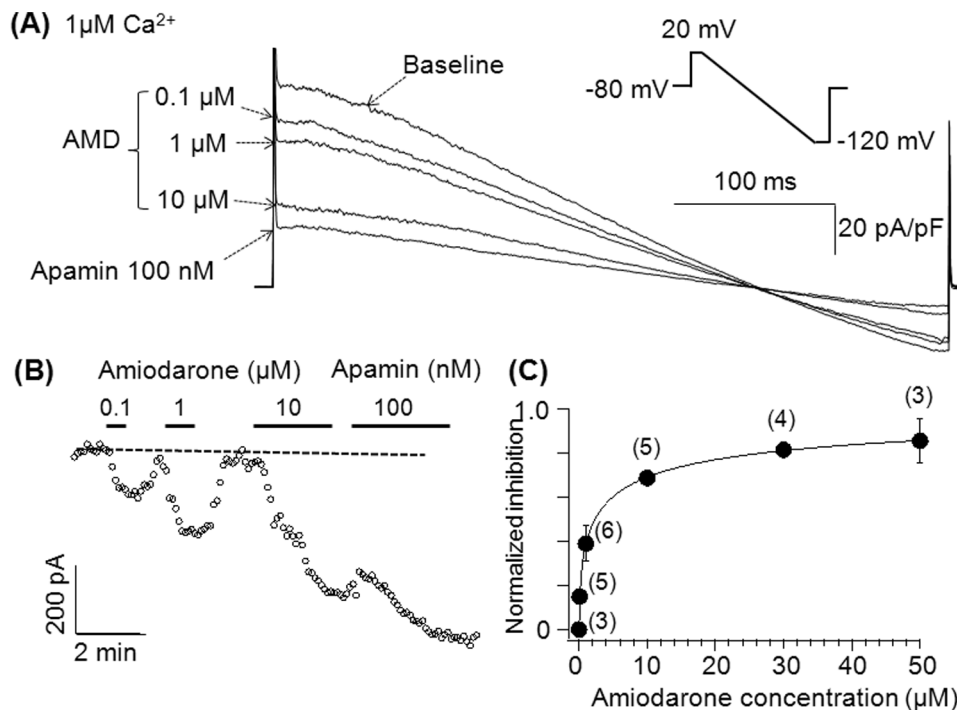 (A) 1µM Ca²⁺
20 mV
Baseline
-80 mV
0.1 µM
AMD
1 µM
-120 mV
100 ms
10 µM
20 pA/pF
Apamin 100 nM
(B)
Amiodarone (µM) Apamin (nM)
0.1 1 10 100
200 pA
2 min
(C)
1.0
(3)
(4)
(5)
(6)
(5)
(3)
0
Normalized inhibition
0 10 20 30 40 50
Amiodarone concentration (µM)